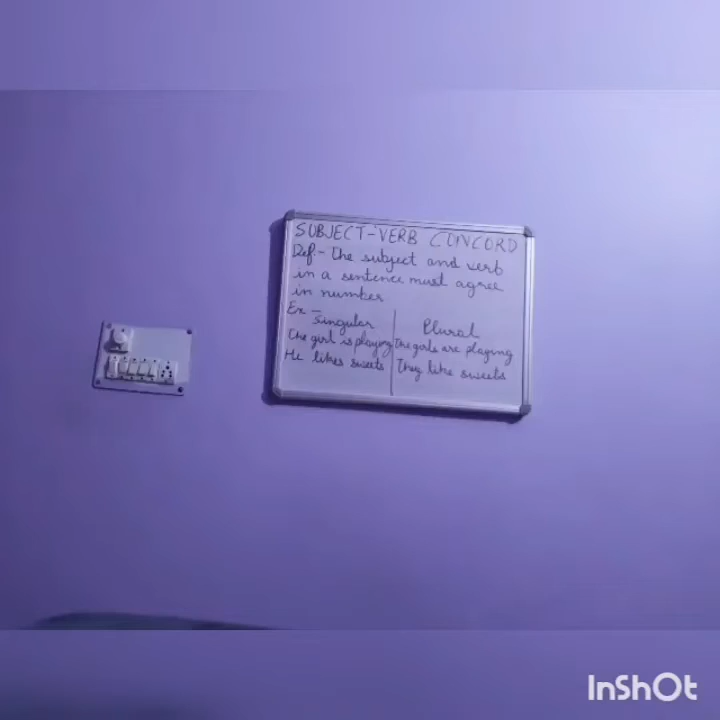 SUBJECT-VERB CONCORD
Def.- The subject and verb
in a sentence must agree
in number
Ex -
Singular
The girl is playing
He likes sweets
Plural
The girls are playing
They like sweets
InShOt